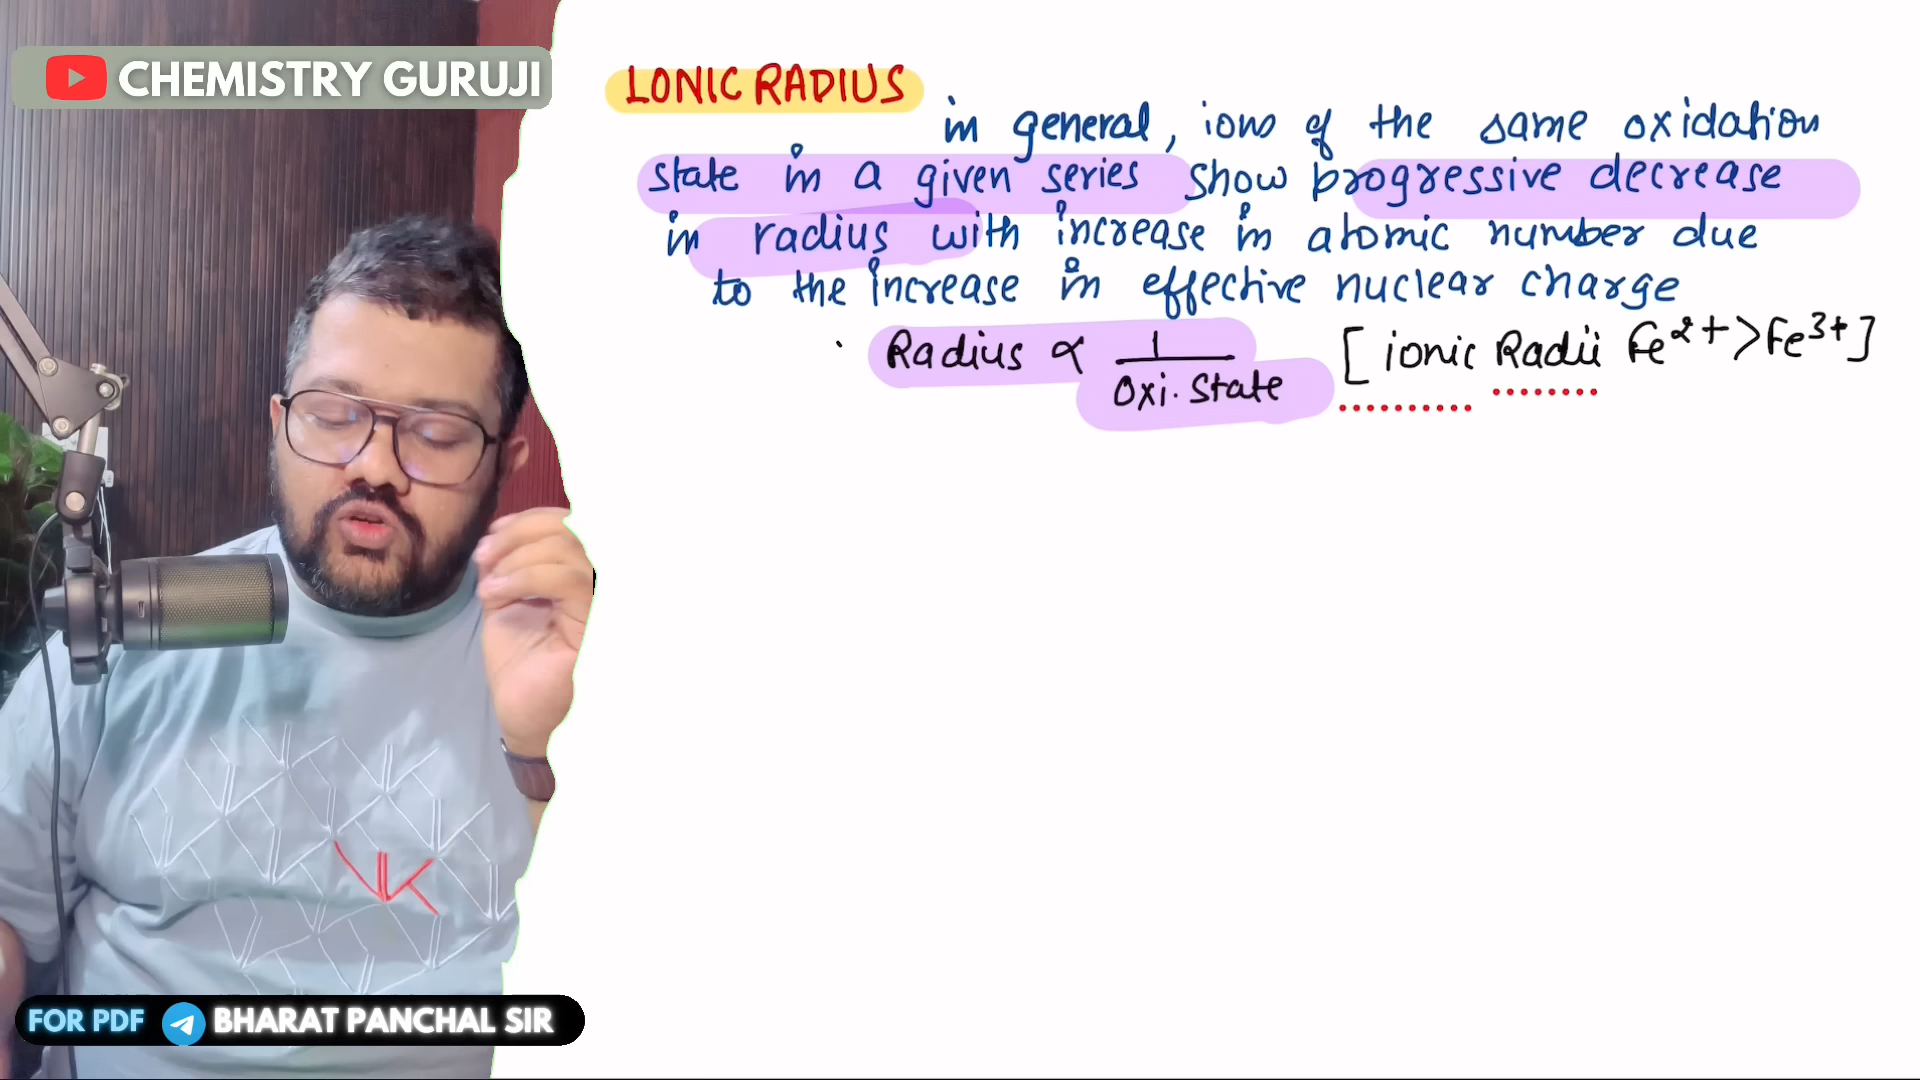 CHEMISTRY GURUJI
IONIC RADIUS
in general, ions of the same oxidation
state in a given series show progressive decrease
in radius with increase in atomic number due
to the increase in effective nuclear charge
Radius ∝ 1/Oxi. State [ionic Radii Fe²⁺>Fe³⁺]
VK
FOR PDF BHARAT PANCHAL SIR